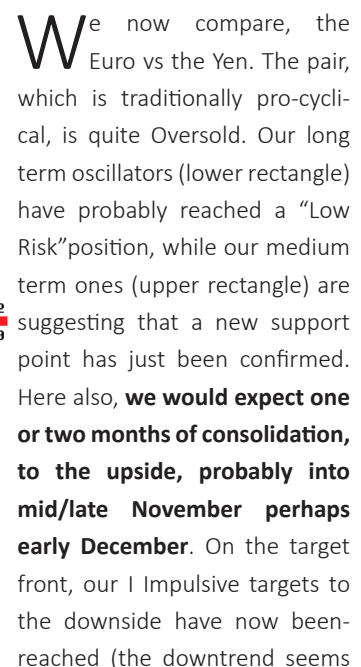 We now compare, the
Euro vs the Yen. The pair,
which is traditionally pro-cycli-
cal, is quite Oversold. Our long
term oscillators (lower rectangle)
have probably reached a “Low
Risk”position, while our medium
term ones (upper rectangle) are
suggesting that a new support
point has just been confirmed.
Here also, we would expect one
or two months of consolidation,
to the upside, probably into
mid/late November perhaps
early December. On the target
front, our I Impulsive targets to
the downside have now been-
reached (the downtrend seems